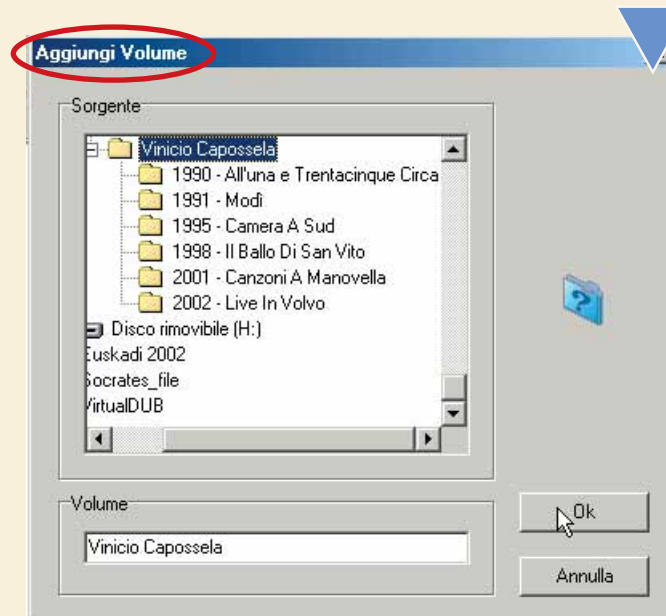 Aggiungi Volume
Sorgente
Vinicio Capossela
1990 - All'una e Trentacinque Circa
1991 - Modì
1995 - Camera A Sud
1998 - Il Ballo Di San Vito
2001 - Canzoni A Manovella
2002 - Live In Volvo
Disco rimovibile (H:)
Euskadi 2002
Socrates_file
VirtualDUB
Volume
Vinicio Capossela
Ok
Annulla